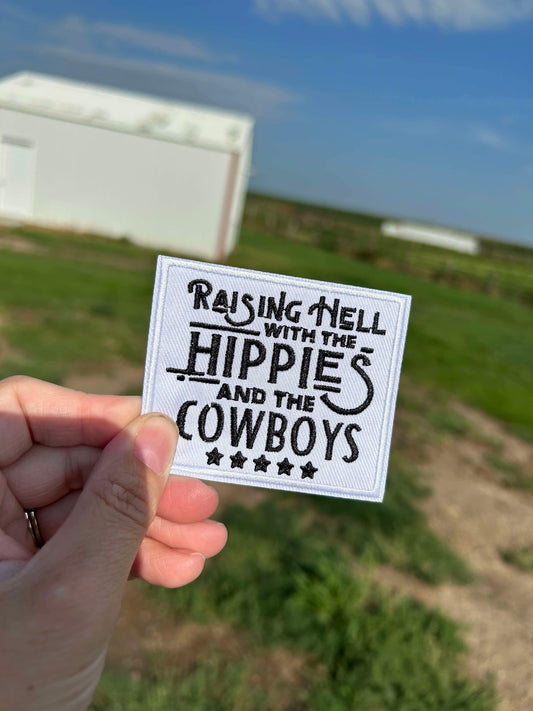 Raising Hell
with the
Hippies
and the
Cowboys